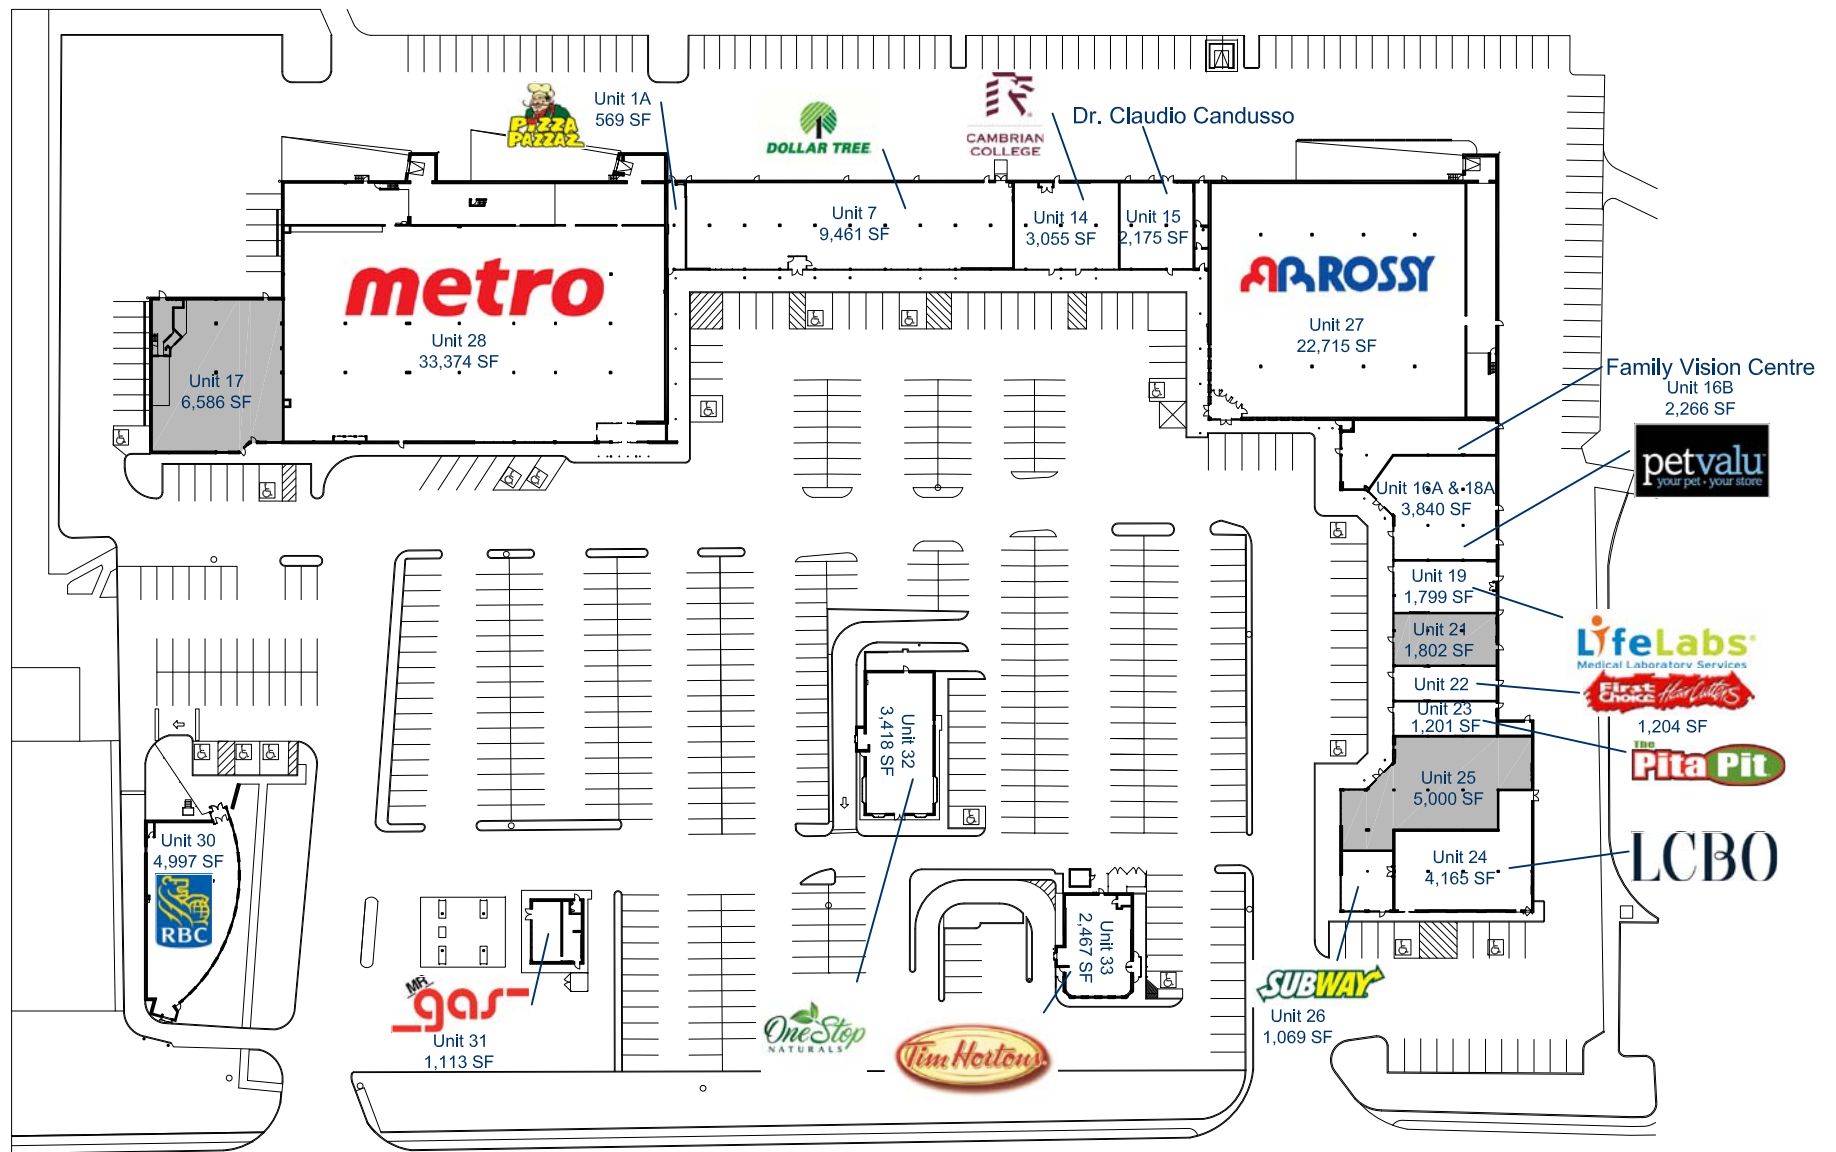 PIZZA
PAZZAZ
Unit 1A
569 SF
DOLLAR TREE
CAMBRIAN
COLLEGE
Dr. Claudio Candusso
Unit 7
9,461 SF
Unit 14
3,055 SF
Unit 15
2,175 SF
metro
Unit 28
33,374 SF
ROSSY
Unit 27
22,715 SF
Unit 17
6,586 SF
Family Vision Centre
Unit 16B
2,266 SF
petvalu
your pet · your store
Unit 16A & 18A
3,840 SF
Unit 19
1,799 SF
LifeLabs
Medical Laboratory Services
Unit 21
1,802 SF
Unit 22
First
Choice HairCutters
1,204 SF
Unit 23
1,201 SF
The
Pita Pit
Unit 25
5,000 SF
Unit 24
4,165 SF
LCBO
Unit 32
3,418 SF
Unit 30
4,997 SF
RBC
Unit 33
2,467 SF
MR
gas
Unit 31
1,113 SF
One Stop
NATURALS
Tim Hortons
SUBWAY
Unit 26
1,069 SF